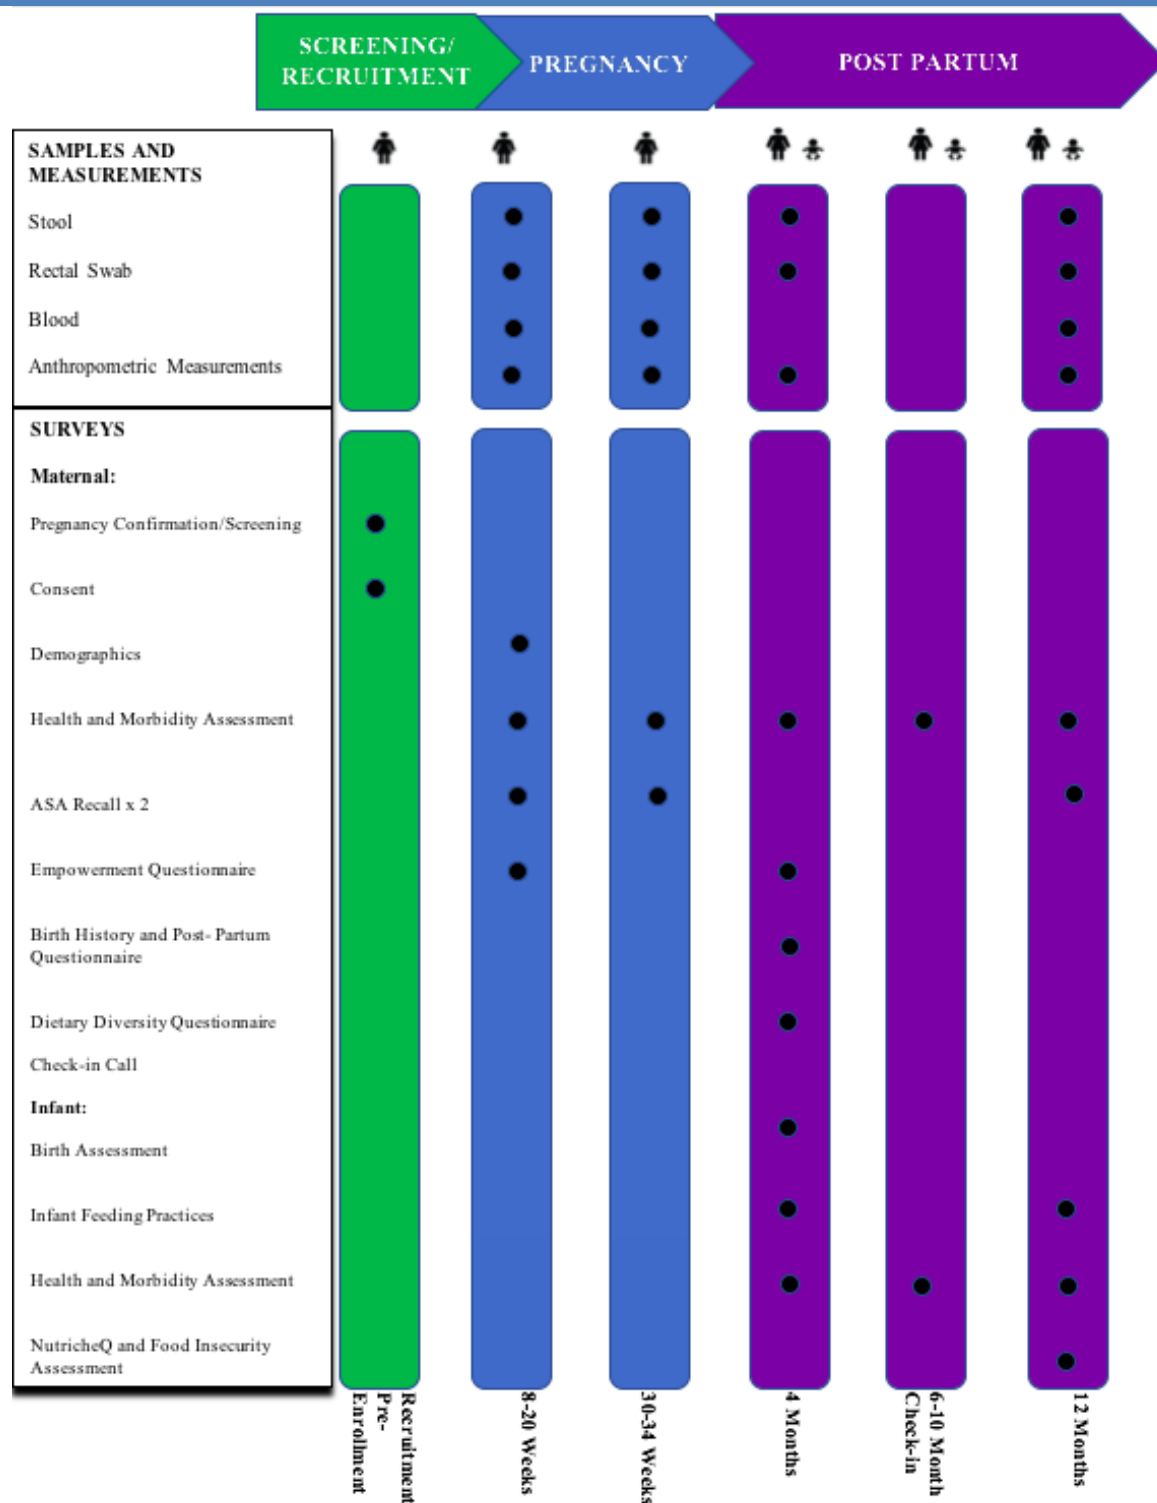 SCREENING/
RECRUITMENT
PREGNANCY
POST PARTUM
SAMPLES AND
MEASUREMENTS
Stool
Rectal Swab
Blood
Anthropometric Measurements
SURVEYS
Maternal:
Pregnancy Confirmation/Screening
Consent
Demographics
Health and Morbidity Assessment
ASA Recall x 2
Empowerment Questionnaire
Birth History and Post- Partum
Questionnaire
Dietary Diversity Questionnaire
Check-in Call
Infant:
Birth Assessment
Infant Feeding Practices
Health and Morbidity Assessment
NutricheQ and Food Insecurity
Assessment
Recruitment
Pre-
Enrollment
8-20 Weeks
30-34 Weeks
4 Months
6-10 Month
Check-in
12 Months